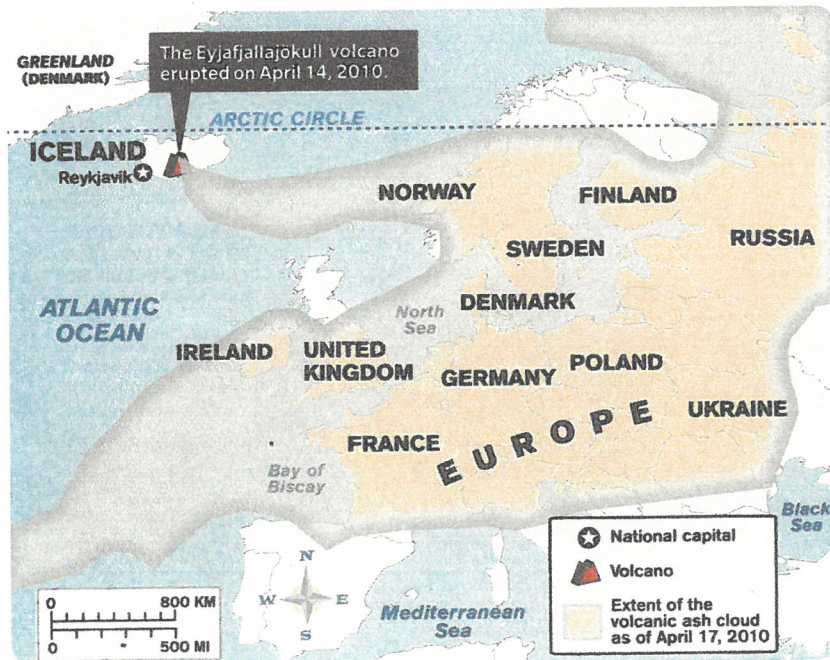 The Eyjafjallajökull volcano
erupted on April 14, 2010.
GREENLAND
(DENMARK)
ARCTIC CIRCLE
ICELAND
Reykjavik
NORWAY
FINLAND
RUSSIA
SWEDEN
ATLANTIC
OCEAN
North
Sea
DENMARK
IRELAND
UNITED
KINGDOM
GERMANY
POLAND
UKRAINE
FRANCE
EUROPE
Bay of
Biscay
Black
Sea
N
W E
S
Mediterranean
Sea
0 800 KM
0 500 MI
National capital
Volcano
Extent of the
volcanic ash cloud
as of April 17, 2010